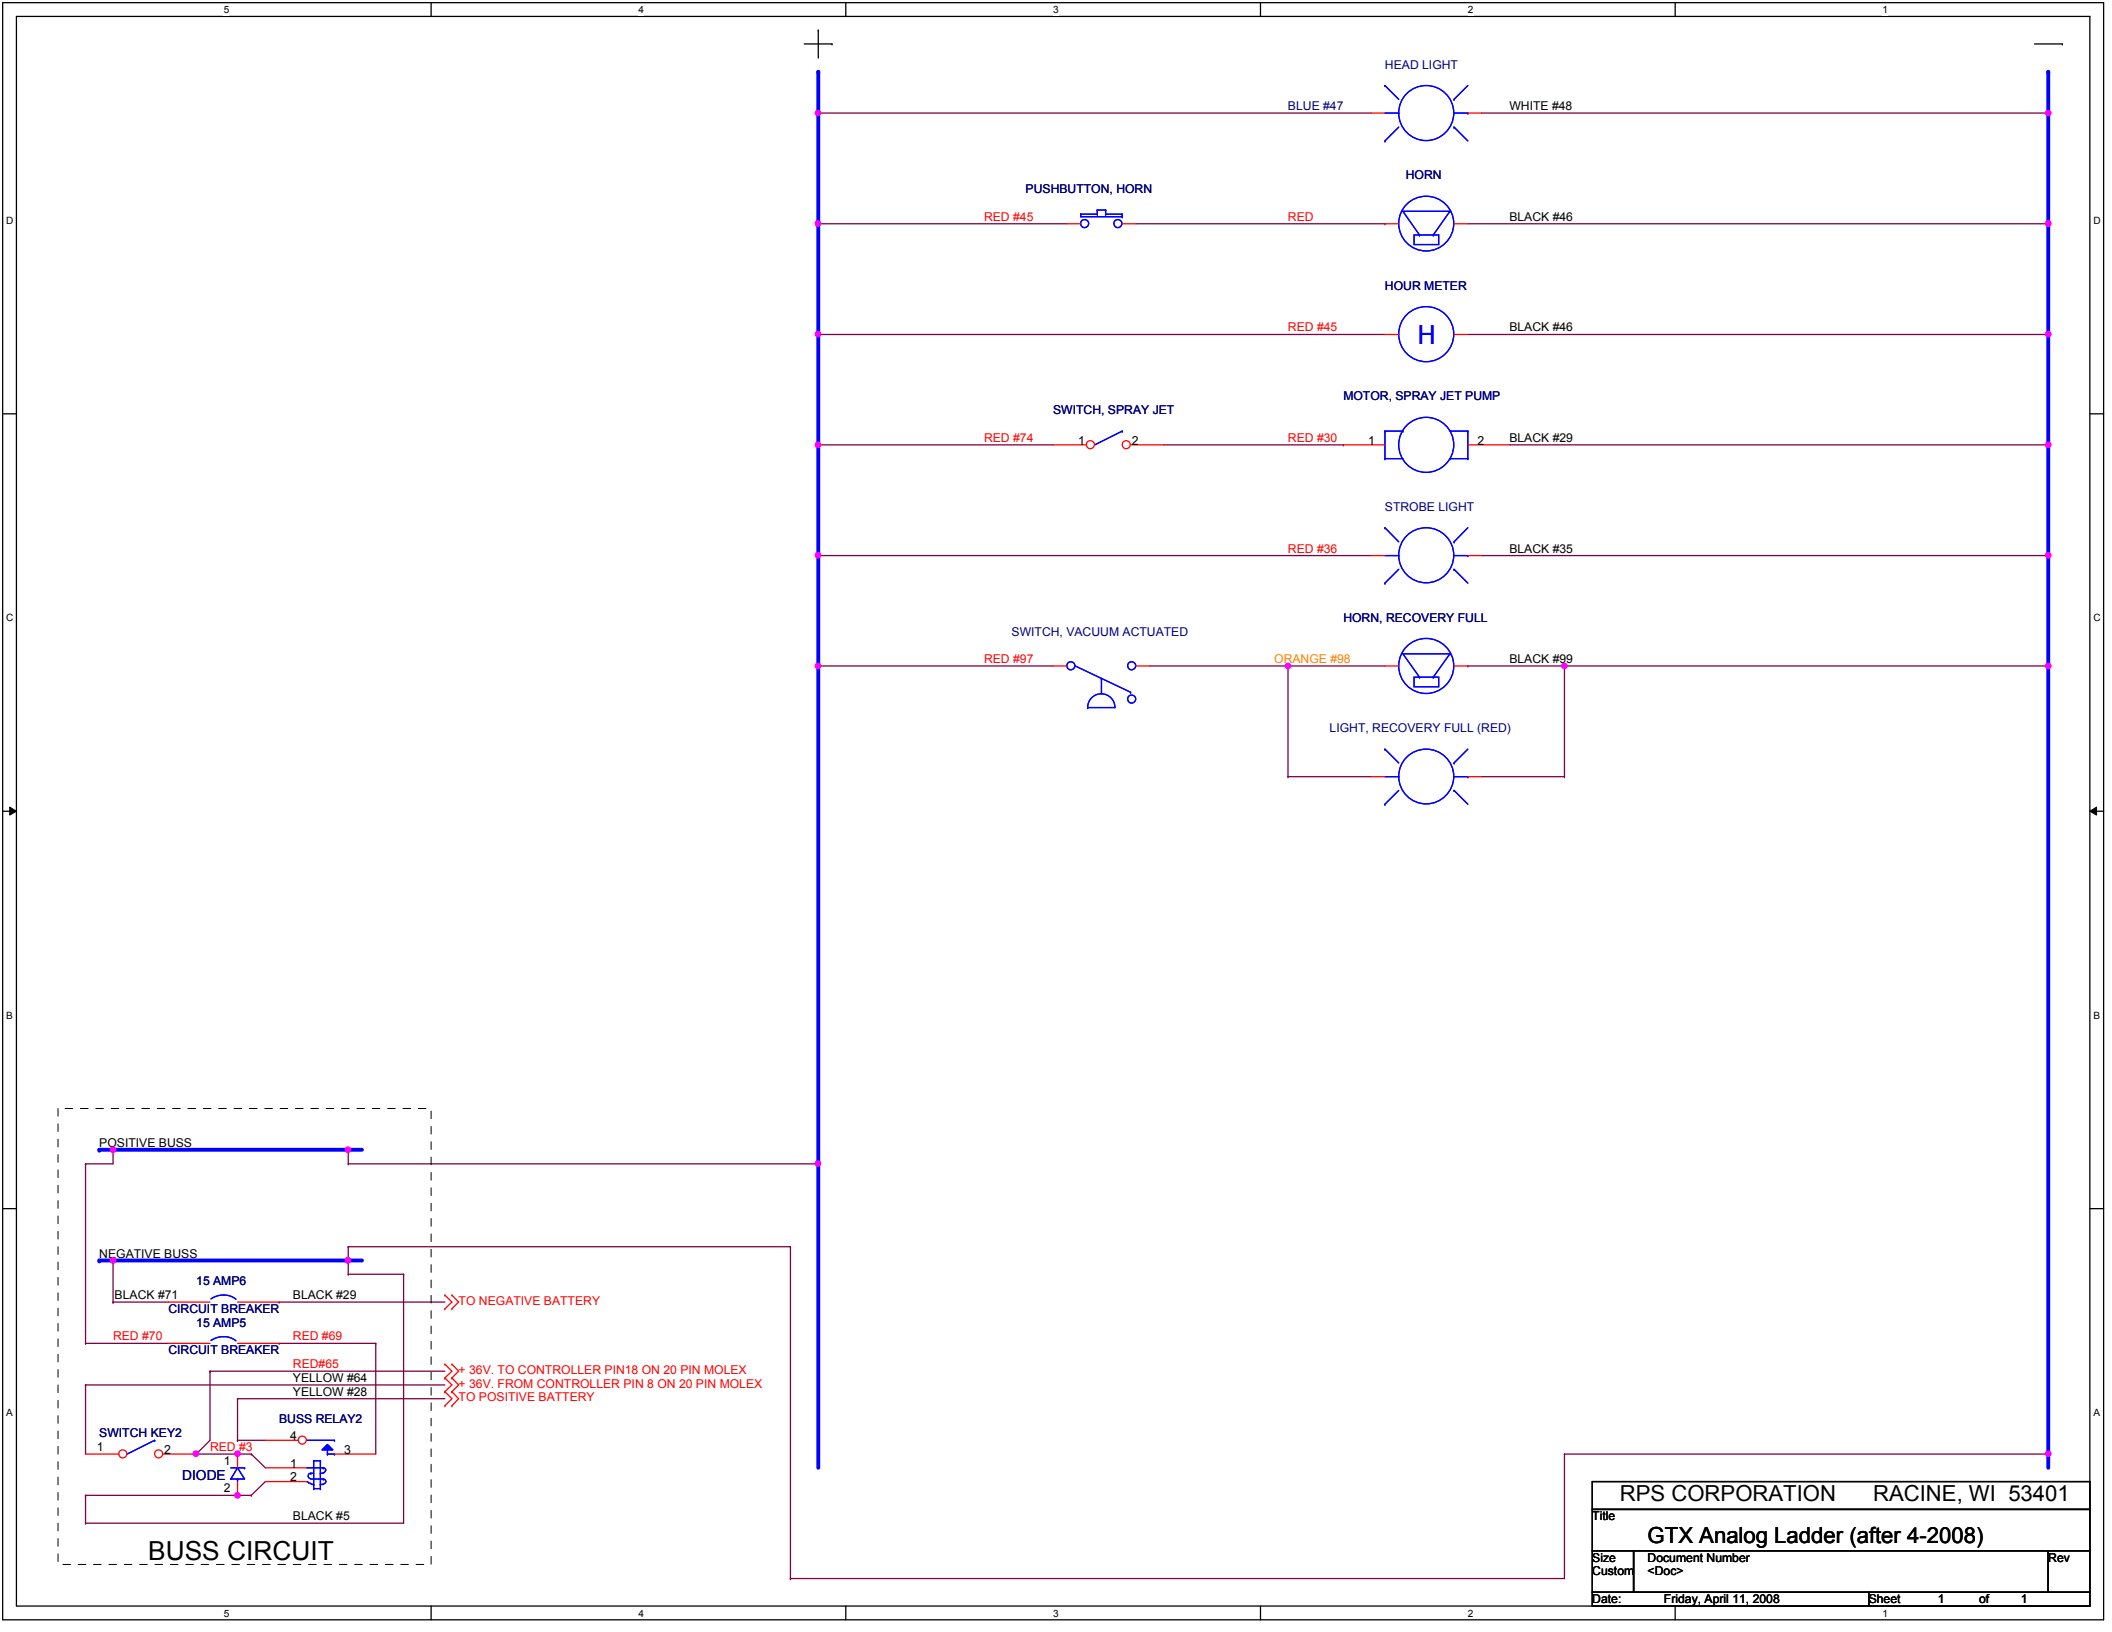 5 4 3 2 1
HEAD LIGHT
BLUE #47 WHITE #48
HORN
PUSHBUTTON, HORN
D RED #45 RED BLACK #46 D
HOUR METER
RED #45 H BLACK #46
MOTOR, SPRAY JET PUMP
SWITCH, SPRAY JET
RED #74 1 2 RED #30 1 2 BLACK #29
STROBE LIGHT
RED #36 BLACK #35
C HORN, RECOVERY FULL C
SWITCH, VACUUM ACTUATED
RED #97 ORANGE #98 BLACK #99
LIGHT, RECOVERY FULL (RED)
B B
POSITIVE BUSS
NEGATIVE BUSS
15 AMP6
BLACK #71 BLACK #29 TO NEGATIVE BATTERY
CIRCUIT BREAKER
15 AMP5
RED #70 RED #69
CIRCUIT BREAKER
RED#65 + 36V. TO CONTROLLER PIN18 ON 20 PIN MOLEX
YELLOW #64 + 36V. FROM CONTROLLER PIN 8 ON 20 PIN MOLEX
YELLOW #28 TO POSITIVE BATTERY
A BUSS RELAY2 A
SWITCH KEY2 4
1 2 RED #3 3
1 1
DIODE 2
2
BLACK #5
BUSS CIRCUIT
RPS CORPORATION RACINE, WI 53401
Title
GTX Analog Ladder (after 4-2008)
Size Document Number Rev
Custom <Doc>
Date: Friday, April 11, 2008 Sheet 1 of 1
5 4 3 2 1